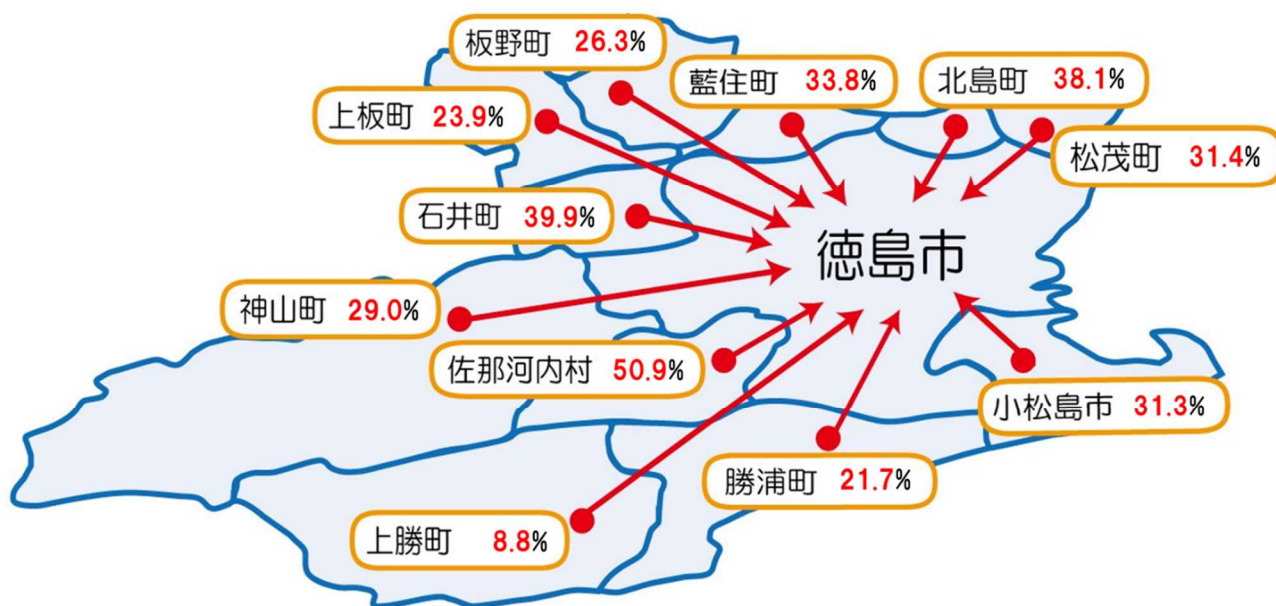 板野町 26.3%
藍住町 33.8%
北島町 38.1%
上板町 23.9%
松茂町 31.4%
石井町 39.9%
徳島市
神山町 29.0%
佐那河内村 50.9%
小松島市 31.3%
勝浦町 21.7%
上勝町 8.8%